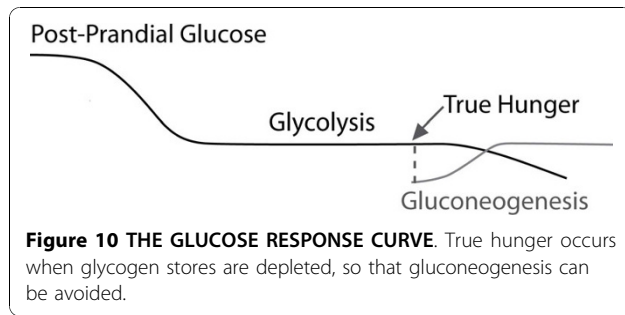 Post-Prandial Glucose
True Hunger
Glycolysis
Gluconeogenesis
Figure 10 THE GLUCOSE RESPONSE CURVE. True hunger occurs
when glycogen stores are depleted, so that gluconeogenesis can
be avoided.